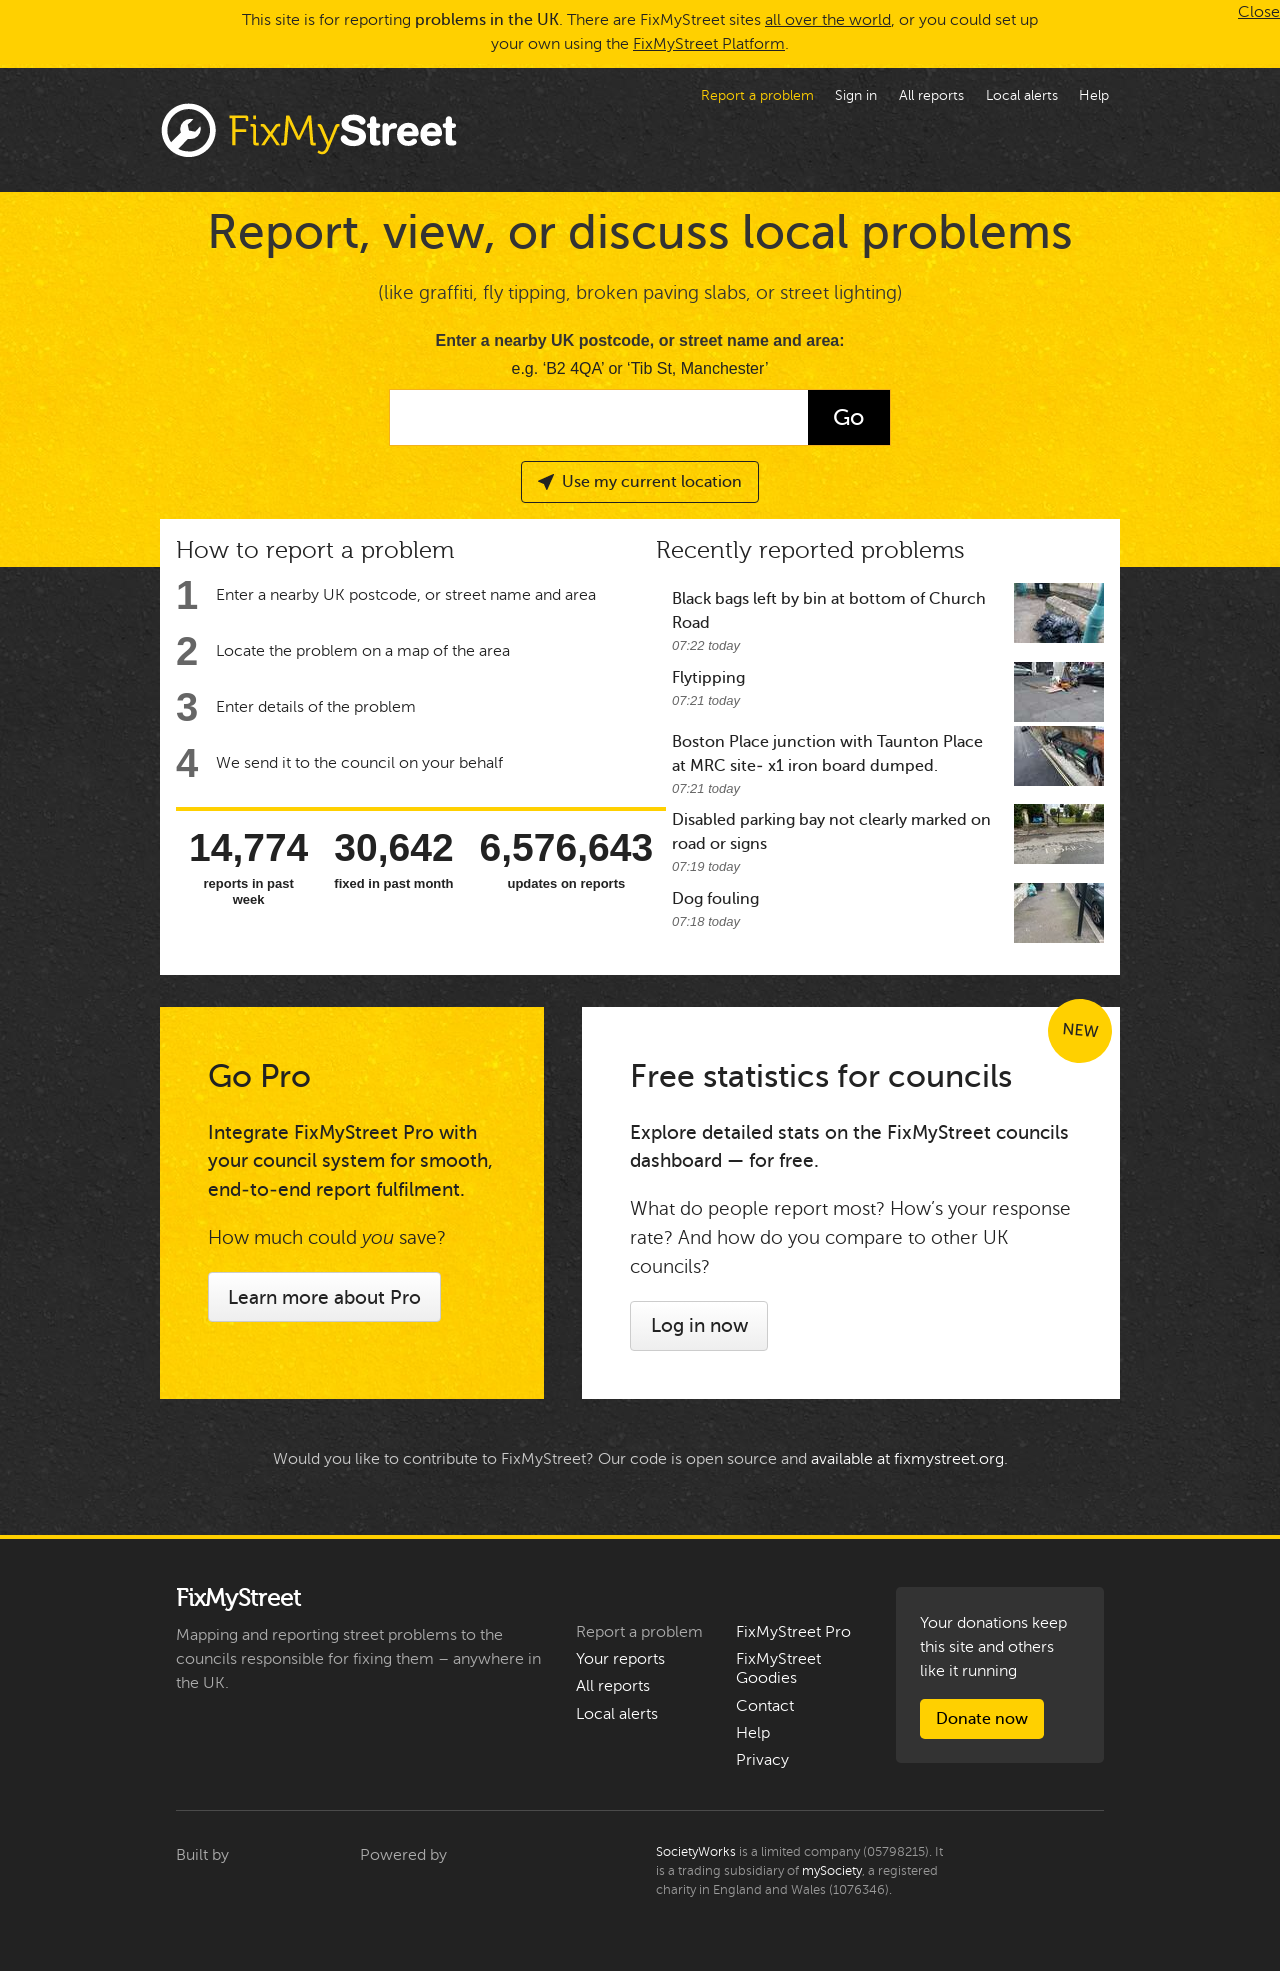 This site is for reporting problems in the UK. There are FixMyStreet sites all over the world, or you could set up
your own using the FixMyStreet Platform.
Close
Report a problem
Sign in
All reports
Local alerts
Help
FixMyStreet
Report, view, or discuss local problems
(like graffiti, fly tipping, broken paving slabs, or street lighting)
Enter a nearby UK postcode, or street name and area:
e.g. ‘B2 4QA’ or ‘Tib St, Manchester’
Go
Use my current location
How to report a problem
1 Enter a nearby UK postcode, or street name and area
2 Locate the problem on a map of the area
3 Enter details of the problem
4 We send it to the council on your behalf
14,774
reports in past
week
30,642
fixed in past month
6,576,643
updates on reports
Recently reported problems
Black bags left by bin at bottom of Church
Road
07:22 today
Flytipping
07:21 today
Boston Place junction with Taunton Place
at MRC site- x1 iron board dumped.
07:21 today
Disabled parking bay not clearly marked on
road or signs
07:19 today
Dog fouling
07:18 today
Go Pro
Integrate FixMyStreet Pro with
your council system for smooth,
end-to-end report fulfilment.
How much could you save?
Learn more about Pro
NEW
Free statistics for councils
Explore detailed stats on the FixMyStreet councils
dashboard — for free.
What do people report most? How’s your response
rate? And how do you compare to other UK
councils?
Log in now
Would you like to contribute to FixMyStreet? Our code is open source and available at fixmystreet.org.
FixMyStreet
Mapping and reporting street problems to the
councils responsible for fixing them – anywhere in
the UK.
Report a problem
Your reports
All reports
Local alerts
FixMyStreet Pro
FixMyStreet
Goodies
Contact
Help
Privacy
Your donations keep
this site and others
like it running
Donate now
Built by
Powered by
SocietyWorks is a limited company (05798215). It
is a trading subsidiary of mySociety, a registered
charity in England and Wales (1076346).